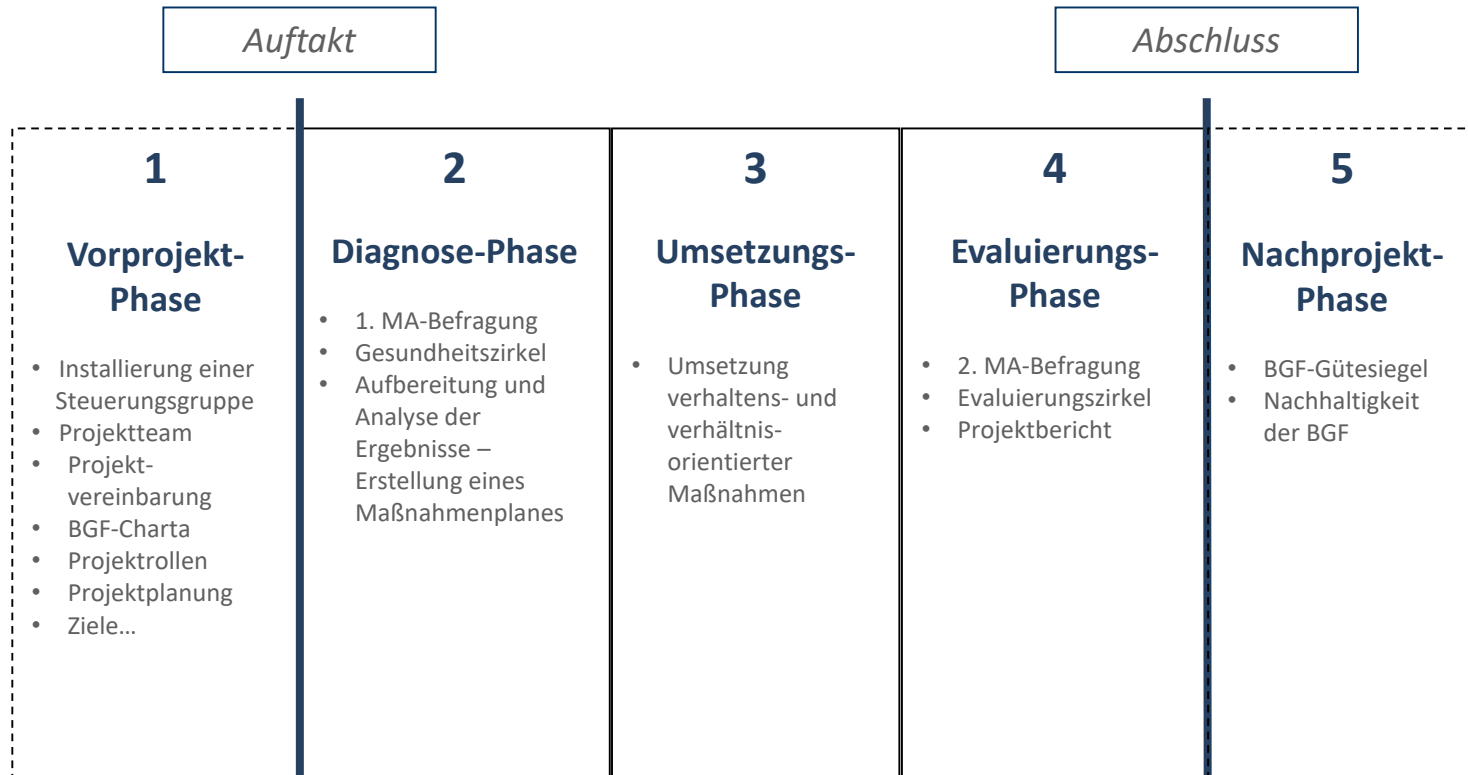 Auftakt
Abschluss
1
Vorprojekt-
Phase
• Installierung einer
Steuerungsgruppe
• Projektteam
• Projekt-
vereinbarung
• BGF-Charta
• Projektrollen
• Projektplanung
• Ziele…
2
Diagnose-Phase
• 1. MA-Befragung
• Gesundheitszirkel
• Aufbereitung und
Analyse der
Ergebnisse –
Erstellung eines
Maßnahmenplanes
3
Umsetzungs-
Phase
• Umsetzung
verhaltens- und
verhältnis-
orientierter
Maßnahmen
4
Evaluierungs-
Phase
• 2. MA-Befragung
• Evaluierungszirkel
• Projektbericht
5
Nachprojekt-
Phase
• BGF-Gütesiegel
• Nachhaltigkeit
der BGF